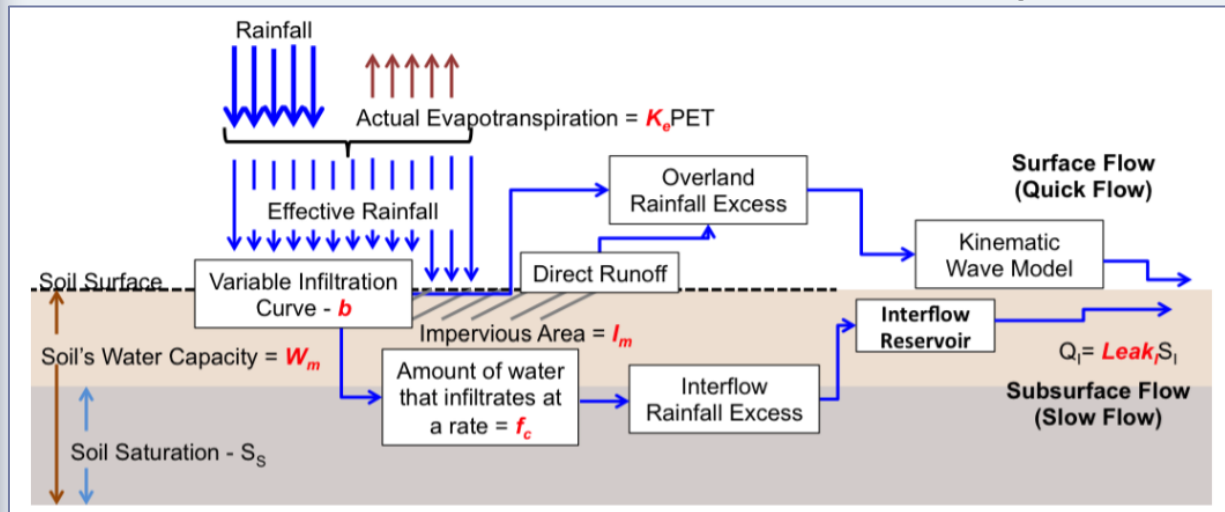 Rainfall
Actual Evapotranspiration = KePET
Effective Rainfall
Overland
Rainfall Excess
Surface Flow
(Quick Flow)
Kinematic
Wave Model
Direct Runoff
Soil Surface
Variable Infiltration
Curve - b
Impervious Area = Im
Interflow
Reservoir
Soil's Water Capacity = Wm
Amount of water
that infiltrates at
a rate = fc
Interflow
Rainfall Excess
QI= LeakISI
Subsurface Flow
(Slow Flow)
Soil Saturation - SS